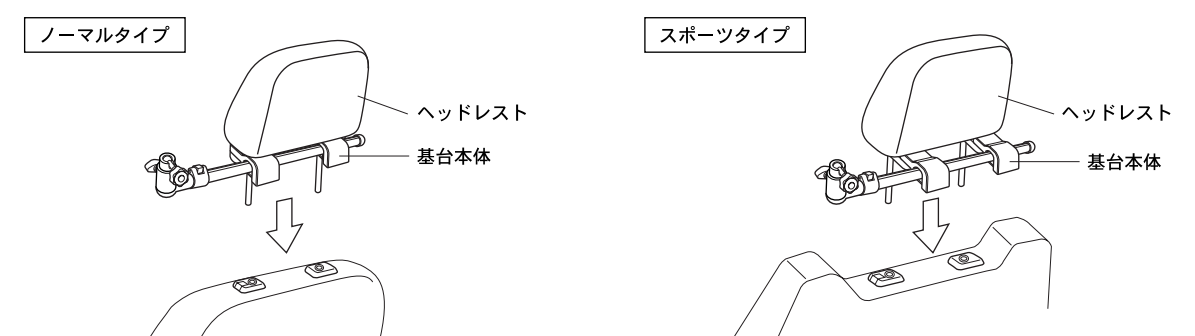 ノーマルタイプ
ヘッドレスト
基台本体
スポーツタイプ
ヘッドレスト
基台本体